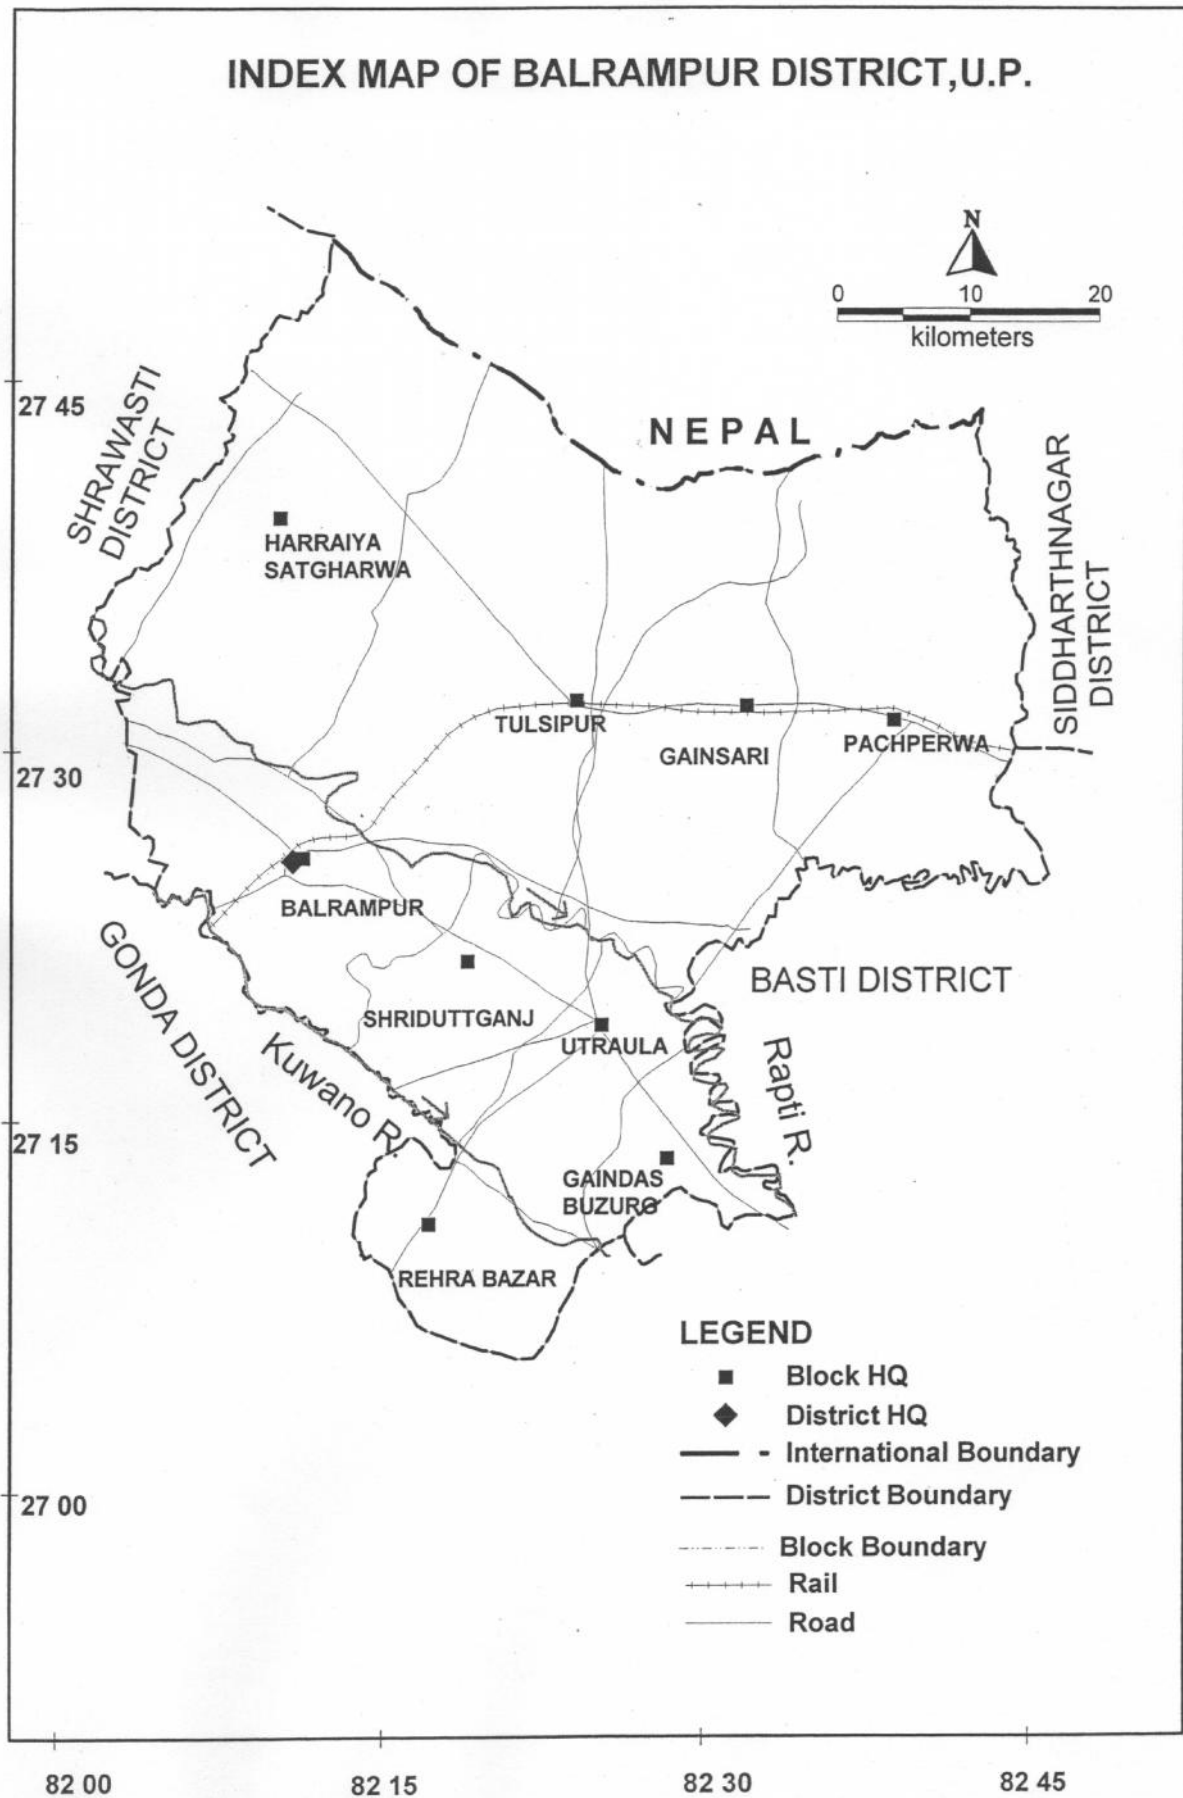 INDEX MAP OF BALRAMPUR DISTRICT,U.P.
N
0 10 20
kilometers
27 45
SHRAWASTI
DISTRICT
NEPAL
SIDDHARTHNAGAR
DISTRICT
HARRAIYA
SATGHARWA
TULSIPUR
GAINSARI
PACHPERWA
27 30
BALRAMPUR
GONDA DISTRICT
BASTI DISTRICT
SHRIDUTTGANJ
UTRAULA
Kuwano R.
Rapti R.
27 15
GAINDAS
BUZURG
REHRA BAZAR
LEGEND
Block HQ
District HQ
International Boundary
District Boundary
Block Boundary
Rail
Road
27 00
82 00 82 15 82 30 82 45